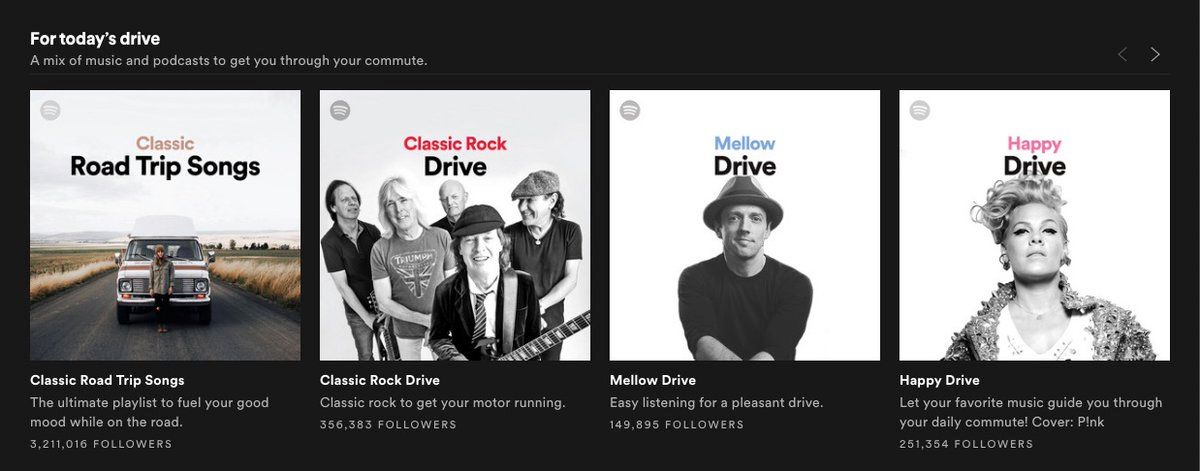 For today's drive
A mix of music and podcasts to get you through your commute.
Classic
Road Trip Songs
Classic Rock
Drive
TRIUMPH
Mellow
Drive
Happy
Drive
Classic Road Trip Songs
The ultimate playlist to fuel your good
mood while on the road.
3,211,016 FOLLOWERS
Classic Rock Drive
Classic rock to get your motor running.
356,383 FOLLOWERS
Mellow Drive
Easy listening for a pleasant drive.
149,895 FOLLOWERS
Happy Drive
Let your favorite music guide you through
your daily commute! Cover: P!nk
251,354 FOLLOWERS